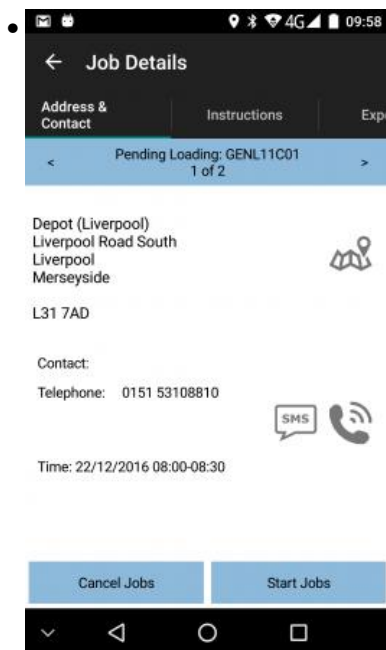 4G 09:58
Job Details
Address &
Contact
Instructions
Exp
< Pending Loading: GENL11C01 >
1 of 2
Depot (Liverpool)
Liverpool Road South
Liverpool
Merseyside
L31 7AD
Contact:
Telephone: 0151 53108810
SMS
Time: 22/12/2016 08:00-08:30
Cancel Jobs
Start Jobs